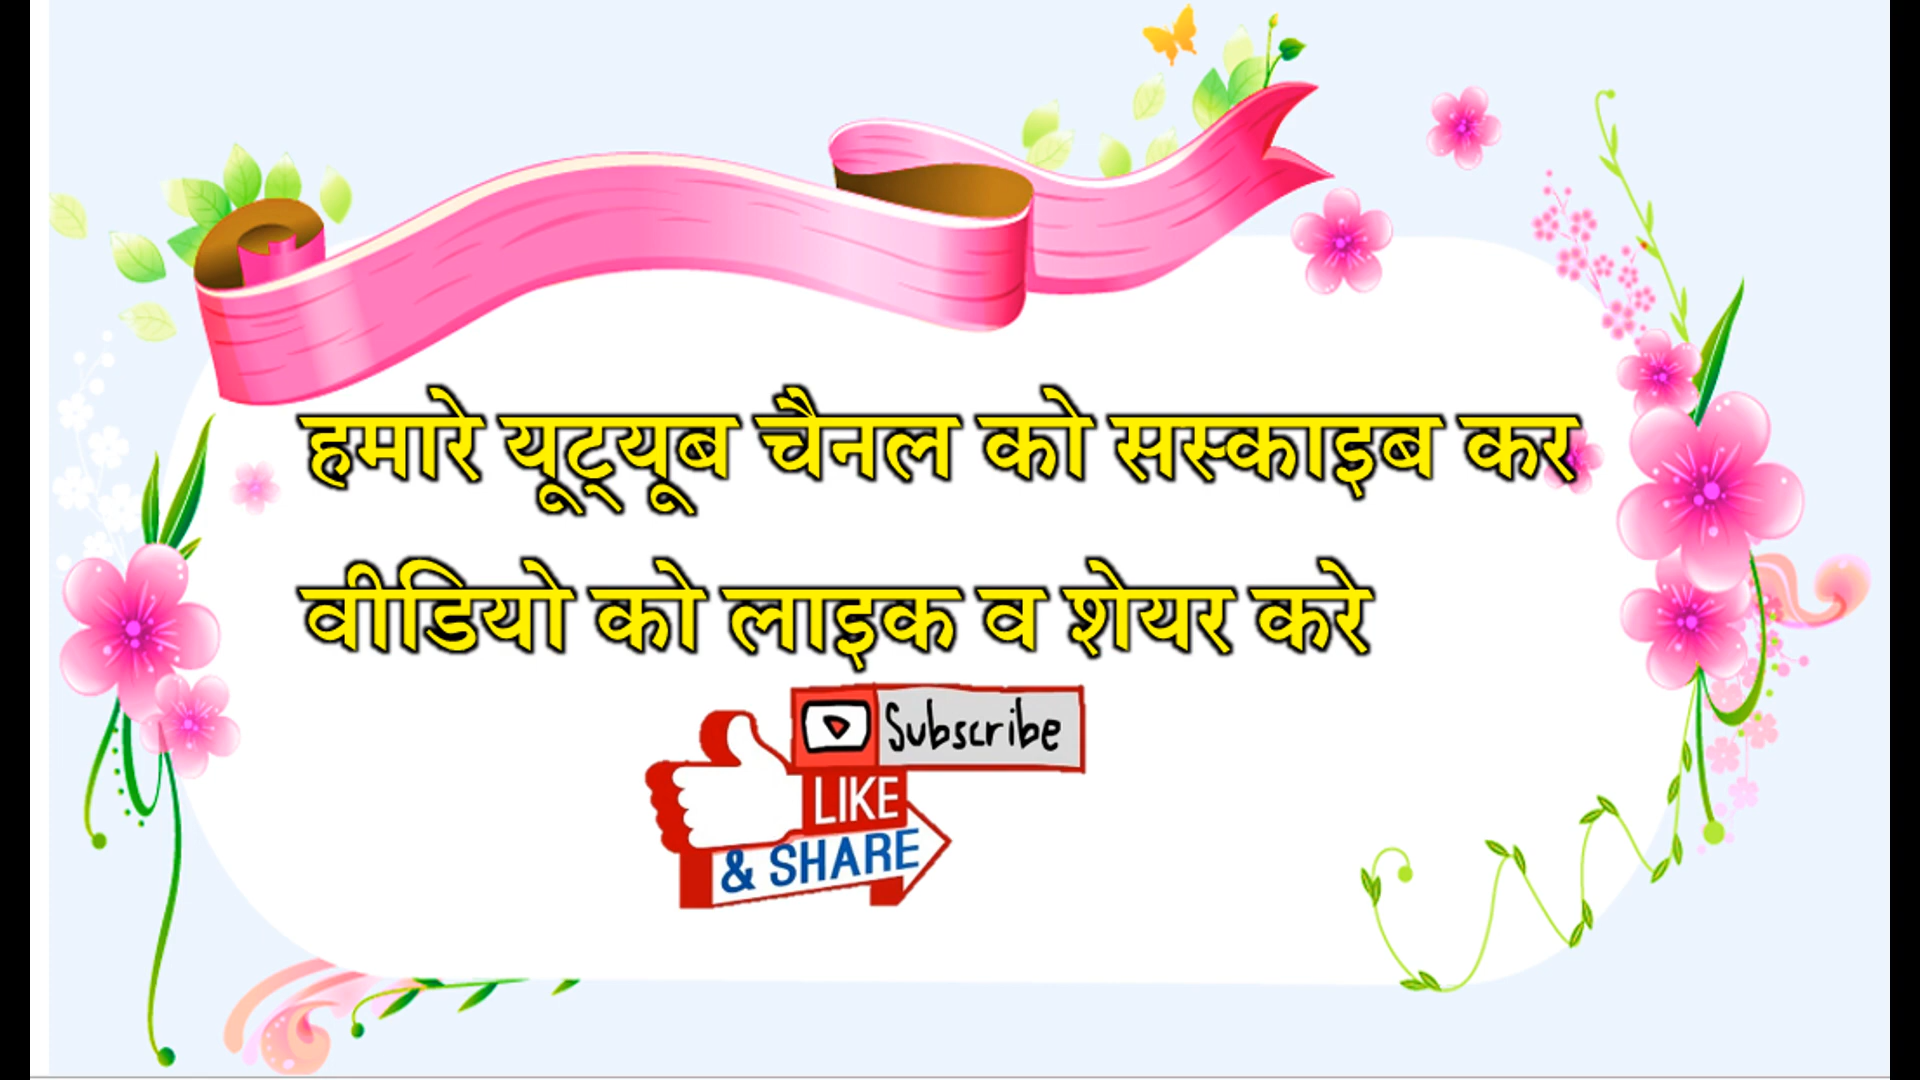 हमारे यूट्यूब चैनल को सस्काइब कर
वीडियो को लाइक व शेयर करे
Subscribe
LIKE
& SHARE